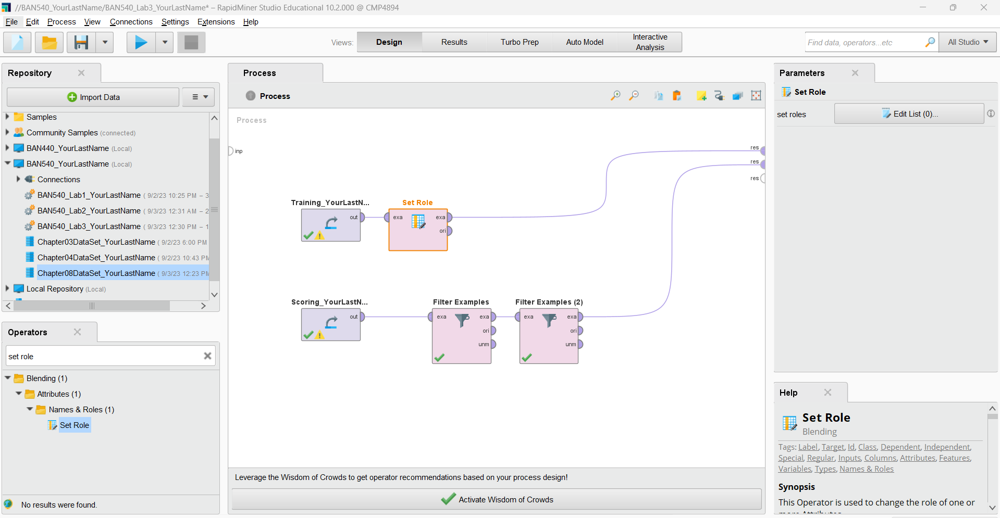 //BAN540_YourLastName/BAN540_Lab3_YourLastName* – RapidMiner Studio Educational 10.2.000 @ CMP4894
File Edit Process View Connections Settings Extensions Help
Views: Design Results Turbo Prep Auto Model Interactive Analysis
Find data, operators...etc All Studio
Repository
Import Data
Samples
Community Samples (connected)
BAN440_YourLastName (Local)
BAN540_YourLastName (Local)
Connections
BAN540_Lab1_YourLastName ( 9/2/23 10:25 PM – 3
BAN540_Lab2_YourLastName ( 9/3/23 12:31 AM – 2
BAN540_Lab3_YourLastName ( 9/3/23 12:30 PM – 1
Chapter03DataSet_YourLastName ( 9/2/23 6:00 PM
Chapter04DataSet_YourLastName ( 9/2/23 10:43 PM
Chapter08DataSet_YourLastName ( 9/3/23 12:23 PM
Local Repository (Local)
Operators
set role
Blending (1)
Attributes (1)
Names & Roles (1)
Set Role
No results were found.
Process
Process
Process
inp
res
res
res
Training_YourLastN...
out
Set Role
exa exa
ori
Scoring_YourLastN...
out
Filter Examples
exa exa
ori
unm
Filter Examples (2)
exa exa
ori
unm
Leverage the Wisdom of Crowds to get operator recommendations based on your process design!
Activate Wisdom of Crowds
Parameters
Set Role
set roles Edit List (0)...
Help
Set Role
Blending
Tags: Label, Target, Id, Class, Dependent, Independent,
Special, Regular, Inputs, Columns, Attributes, Features,
Variables, Types, Names & Roles
Synopsis
This Operator is used to change the role of one or
more Attributes.